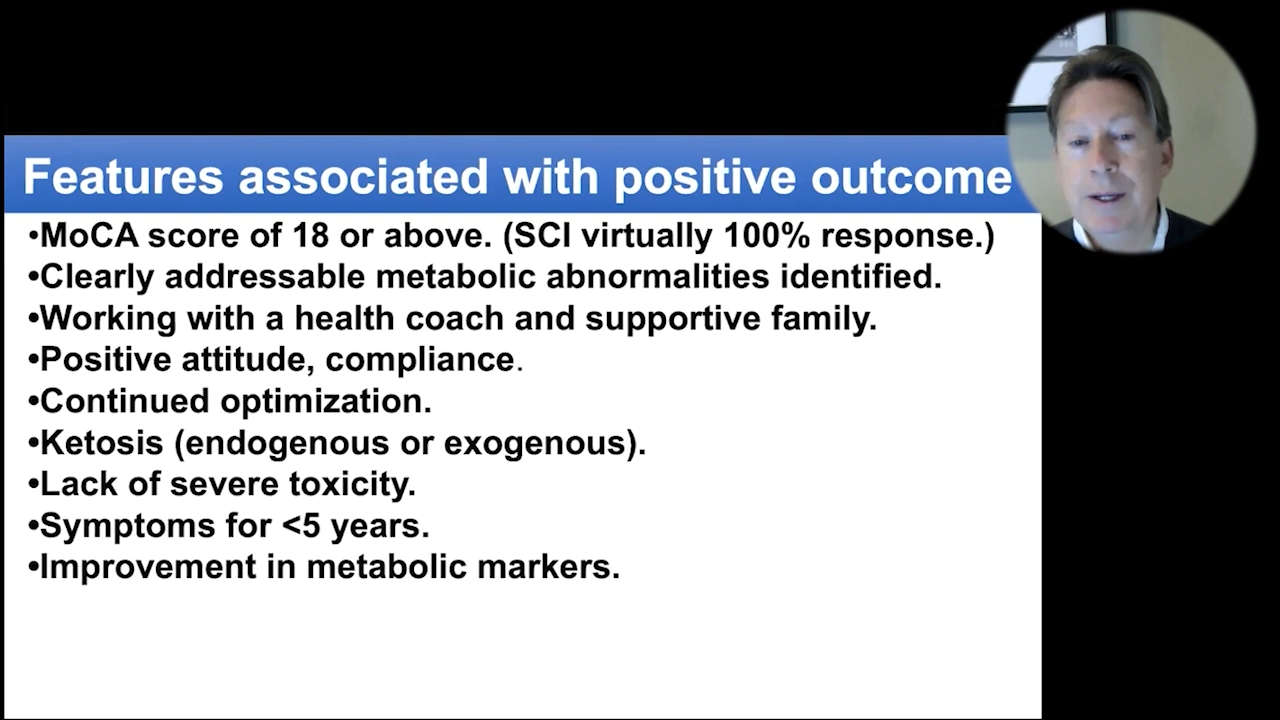 Features associated with positive outcome
•MoCA score of 18 or above. (SCI virtually 100% response.)
•Clearly addressable metabolic abnormalities identified.
•Working with a health coach and supportive family.
•Positive attitude, compliance.
•Continued optimization.
•Ketosis (endogenous or exogenous).
•Lack of severe toxicity.
•Symptoms for <5 years.
•Improvement in metabolic markers.